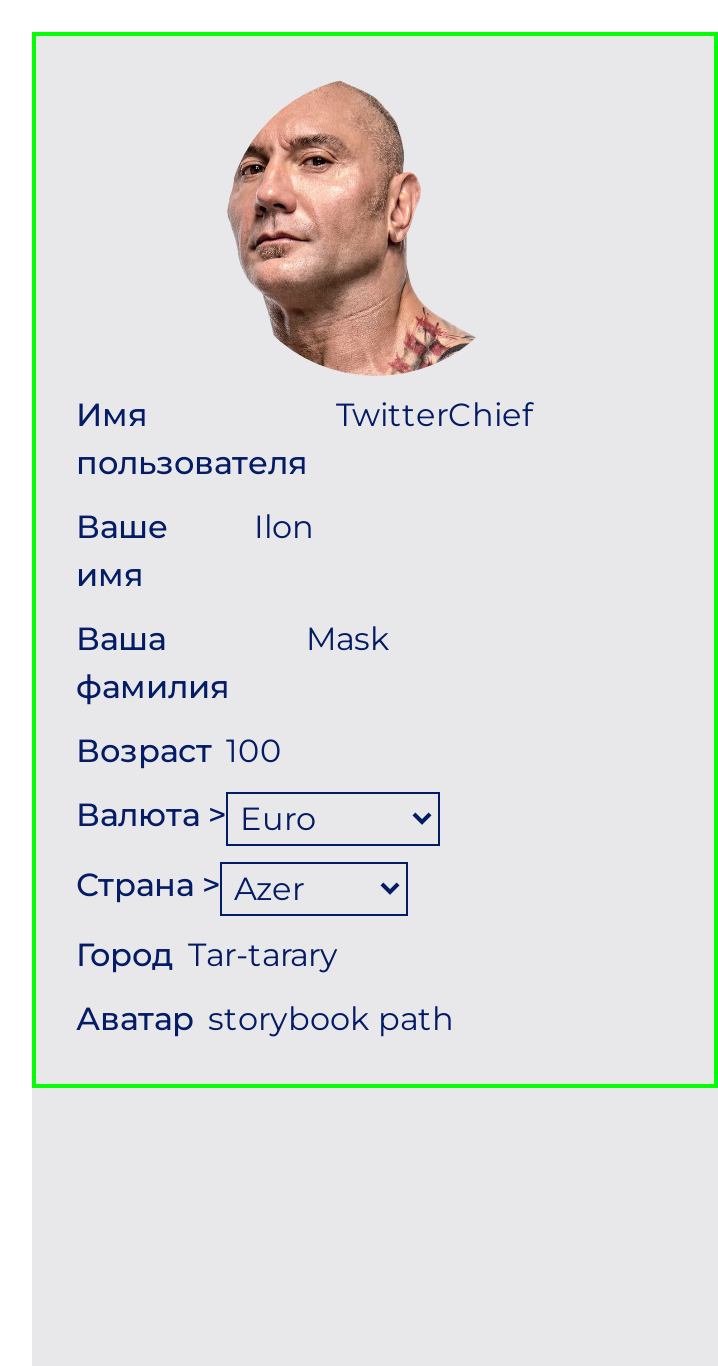 Имя TwitterChief
пользователя
Ваше Ilon
имя
Ваша Mask
фамилия
Возраст 100
Валюта >Euro
Страна >Azer
Город Tar-tarary
Аватар storybook path